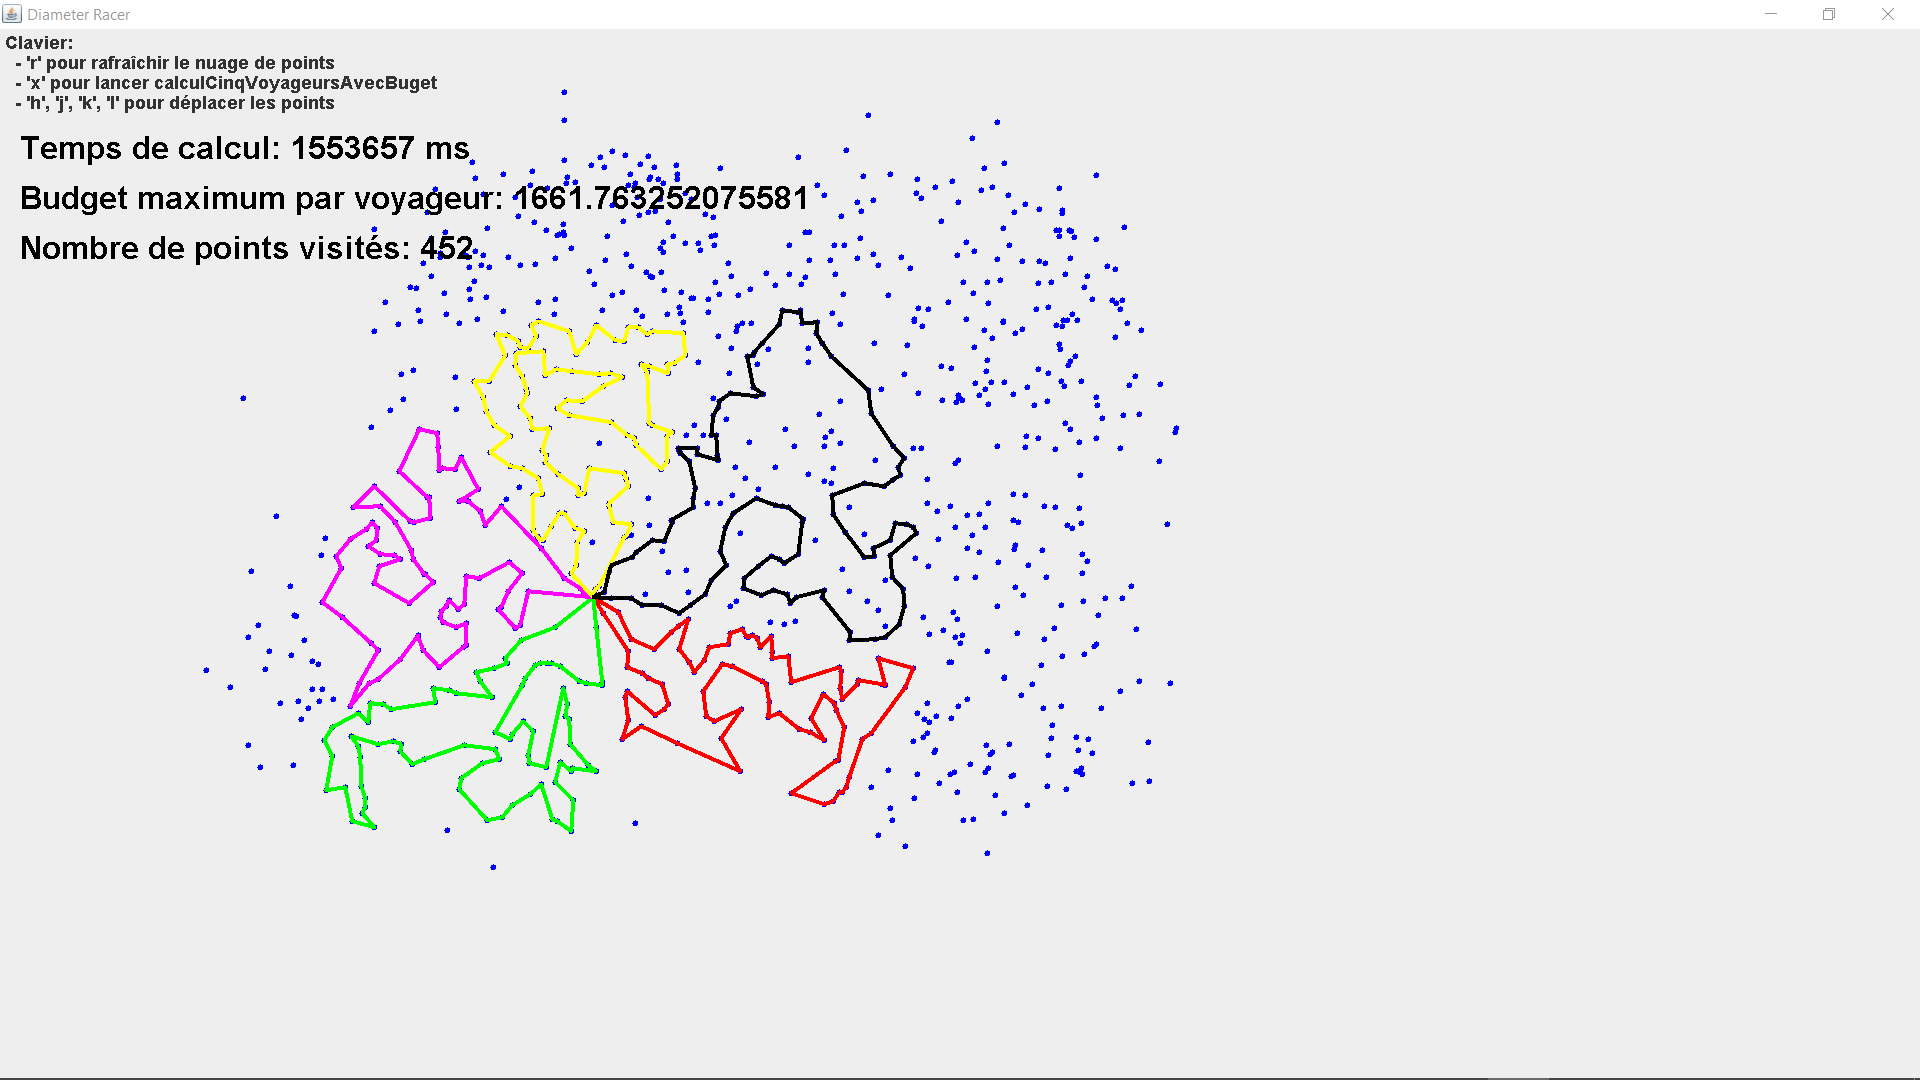 Diameter Racer
Clavier:
- 'r' pour rafraîchir le nuage de points
- 'x' pour lancer calculCinqVoyageursAvecBuget
- 'h', 'j', 'k', 'l' pour déplacer les points
Temps de calcul: 1553657 ms
Budget maximum par voyageur: 1661.763252075581
Nombre de points visités: 452